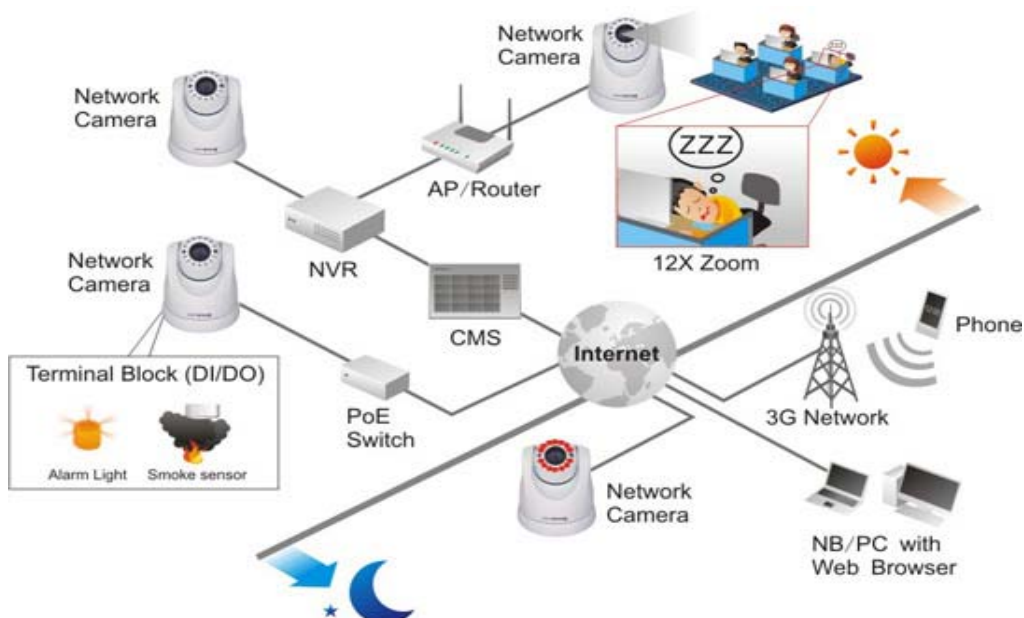 Network
Camera
Network
Camera
ZZZ
AP/Router
12X Zoom
NVR
Network
Camera
CMS
Internet
Phone
Terminal Block (DI/DO)
Alarm Light
Smoke sensor
PoE
Switch
3G Network
Network
Camera
NB/PC with
Web Browser